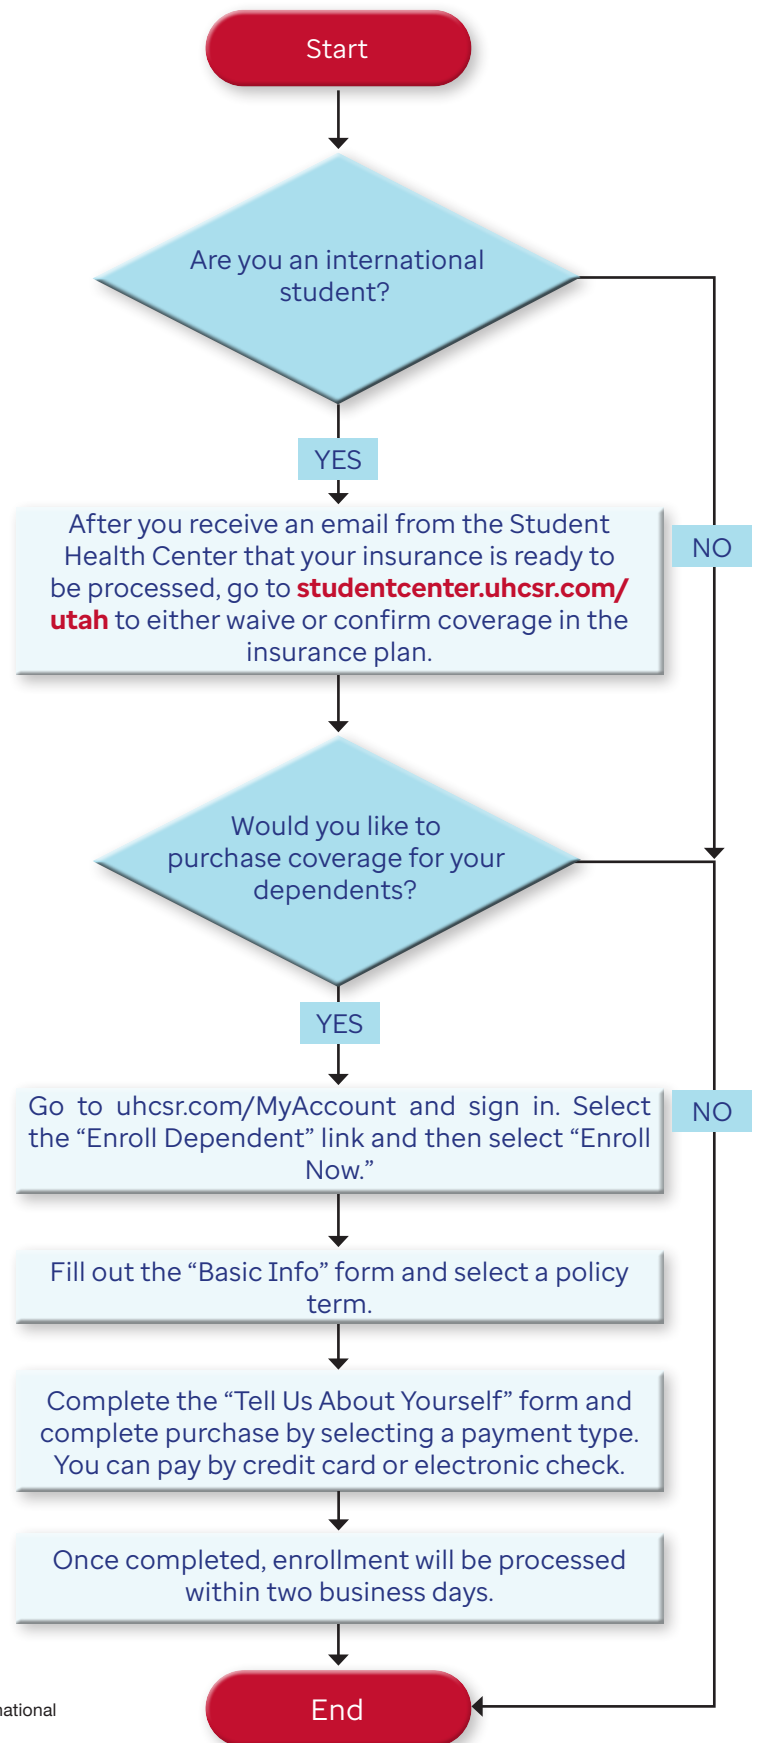 Start
Are you an international
student?
YES
After you receive an email from the Student
Health Center that your insurance is ready to
be processed, go to studentcenter.uhcsr.com/
utah to either waive or confirm coverage in the
insurance plan.
NO
Would you like to
purchase coverage for your
dependents?
YES
Go to uhcsr.com/MyAccount and sign in. Select
the “Enroll Dependent” link and then select “Enroll
Now.”
NO
Fill out the “Basic Info” form and select a policy
term.
Complete the “Tell Us About Yourself” form and
complete purchase by selecting a payment type.
You can pay by credit card or electronic check.
Once completed, enrollment will be processed
within two business days.
End